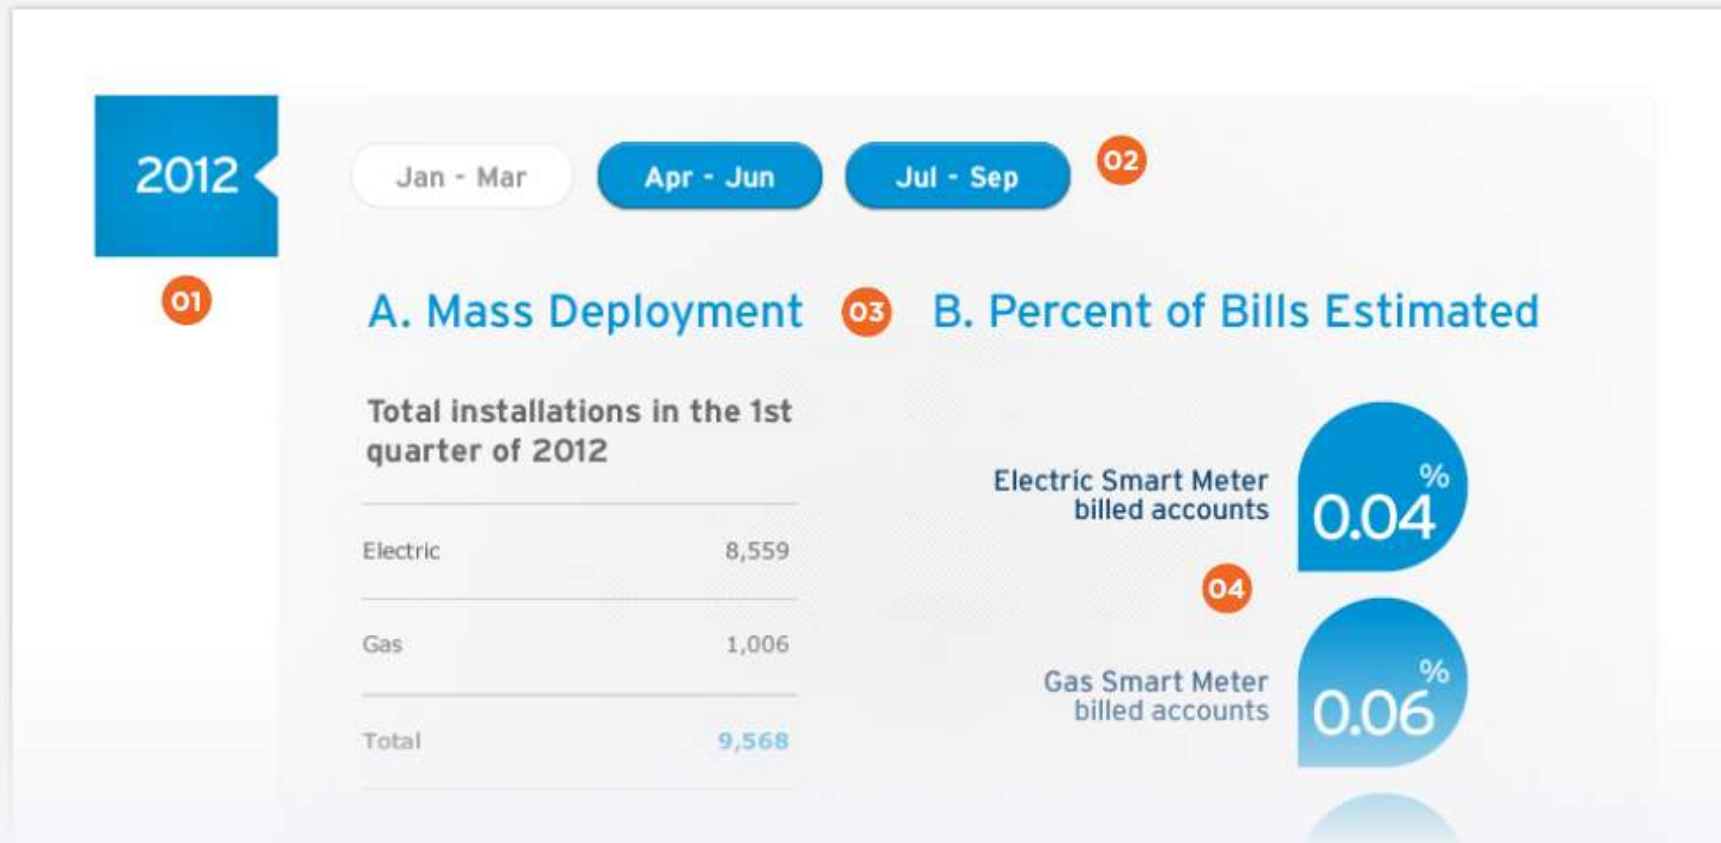 2012
Jan - Mar
Apr - Jun
Jul - Sep
02
01
A. Mass Deployment
03
B. Percent of Bills Estimated
Total installations in the 1st
quarter of 2012
Electric 8,559
Gas 1,006
Total 9,568
Electric Smart Meter
billed accounts
0.04%
04
Gas Smart Meter
billed accounts
0.06%